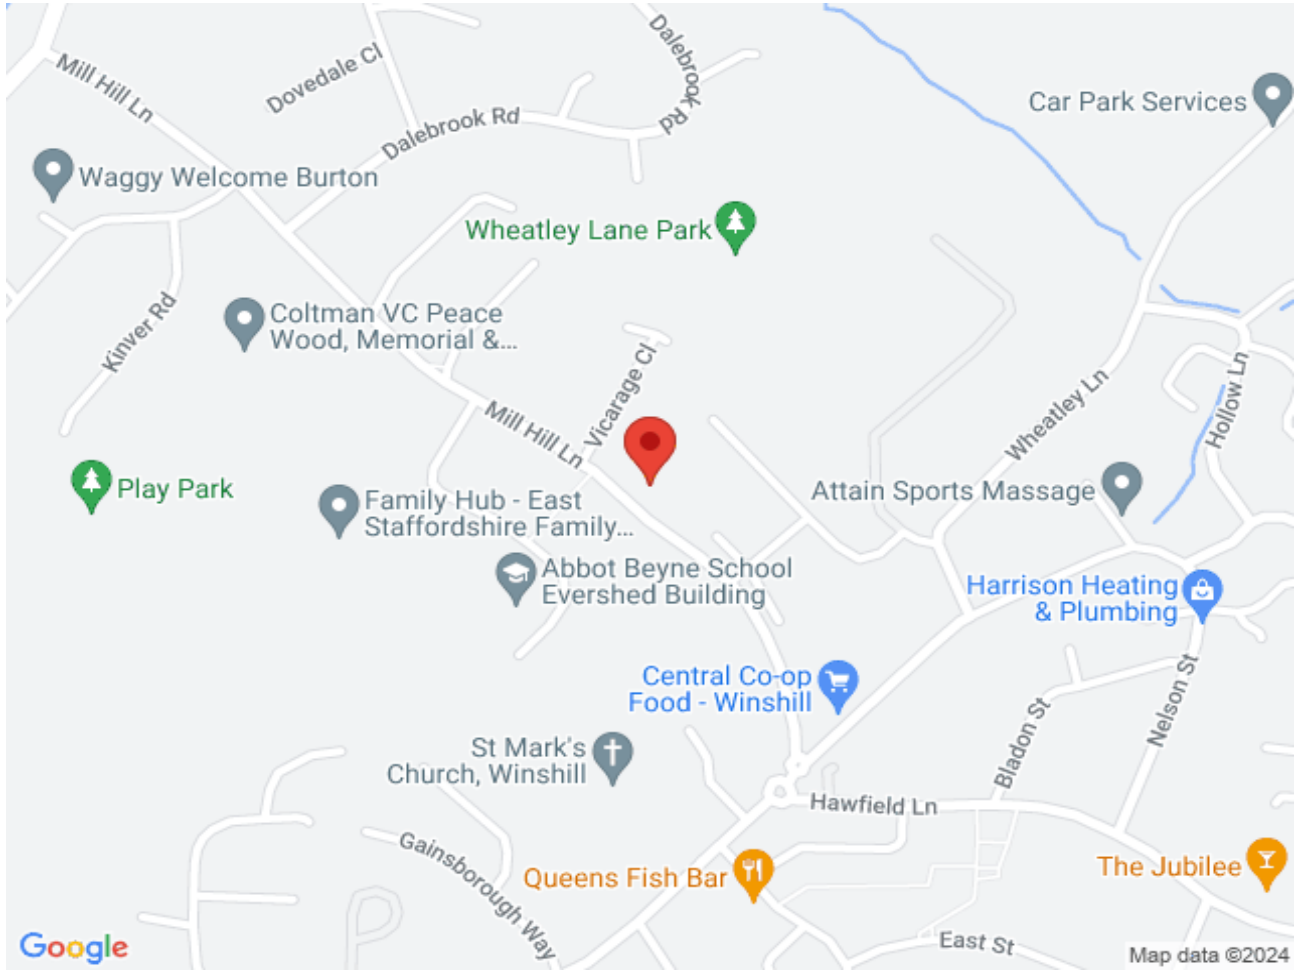 Mill Hill Ln
Dovedale Cl
Dalebrook Rd
Dalebrook Rd
Car Park Services
Waggy Welcome Burton
Wheatley Lane Park
Kinver Rd
Coltman VC Peace
Wood, Memorial &...
Vicarage Cl
Mill Hill Ln
Wheatley Ln
Hollow Ln
Play Park
Family Hub - East
Staffordshire Family...
Attain Sports Massage
Abbot Beyne School
Evershed Building
Harrison Heating
& Plumbing
Central Co-op
Food - Winshill
Nelson St
Bladon St
St Mark's
Church, Winshill
Hawfield Ln
Gainsborough Way
Queens Fish Bar
The Jubilee
East St
Google
Map data ©2024